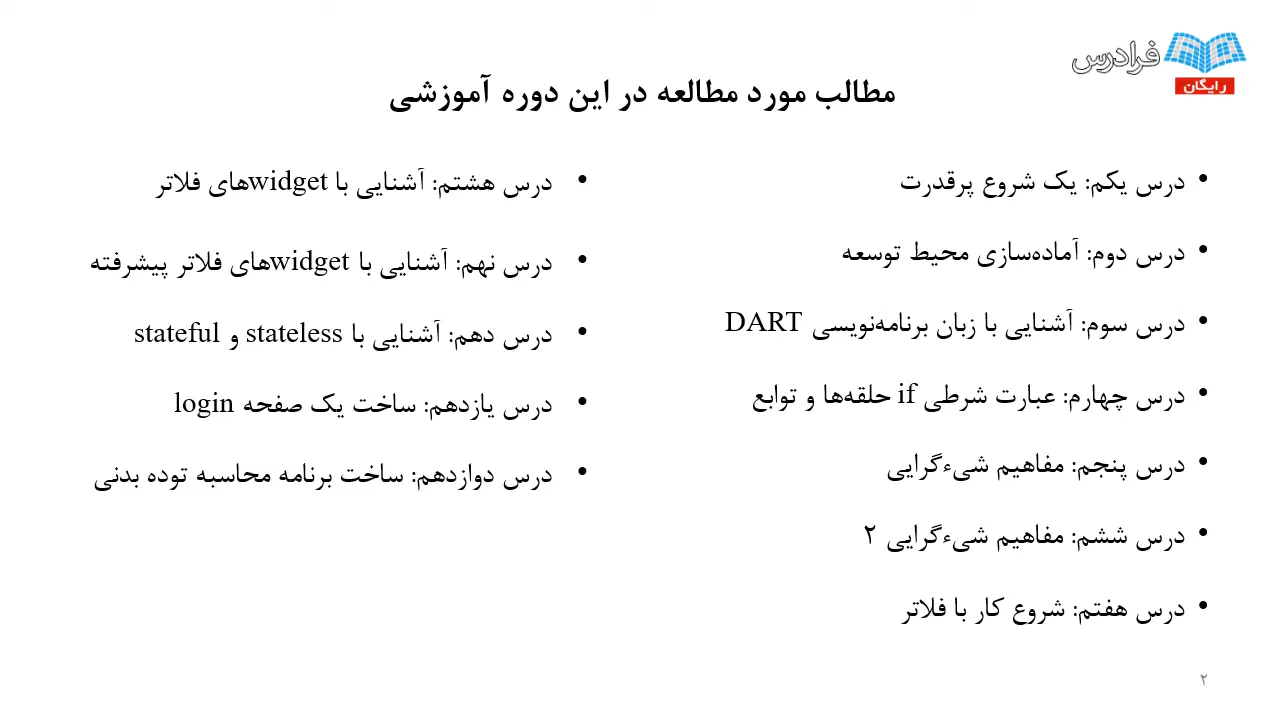 فرادرس
رایگان
مطالب مورد مطالعه در این دوره آموزشی
• درس یکم: یک شروع پرقدرت
• درس دوم: آماده‌سازی محیط توسعه
• درس سوم: آشنایی با زبان برنامه‌نویسی DART
• درس چهارم: عبارت شرطی if حلقه‌ها و توابع
• درس پنجم: مفاهیم شیءگرایی
• درس ششم: مفاهیم شیءگرایی ۲
• درس هفتم: شروع کار با فلاتر
• درس هشتم: آشنایی با widgetهای فلاتر
• درس نهم: آشنایی با widgetهای فلاتر پیشرفته
• درس دهم: آشنایی با stateless و stateful
• درس یازدهم: ساخت یک صفحه login
• درس دوازدهم: ساخت برنامه محاسبه توده بدنی
۲